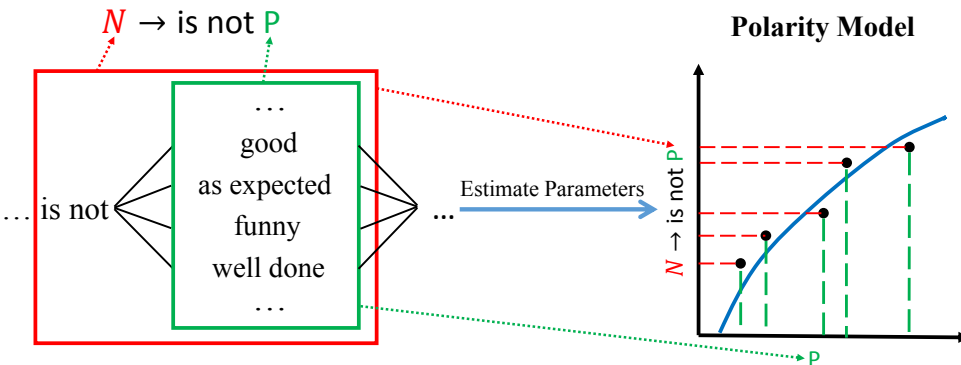 N → is not P
Polarity Model
…
good
as expected
… is not
funny
well done
…
...
Estimate Parameters
N → is not P
P